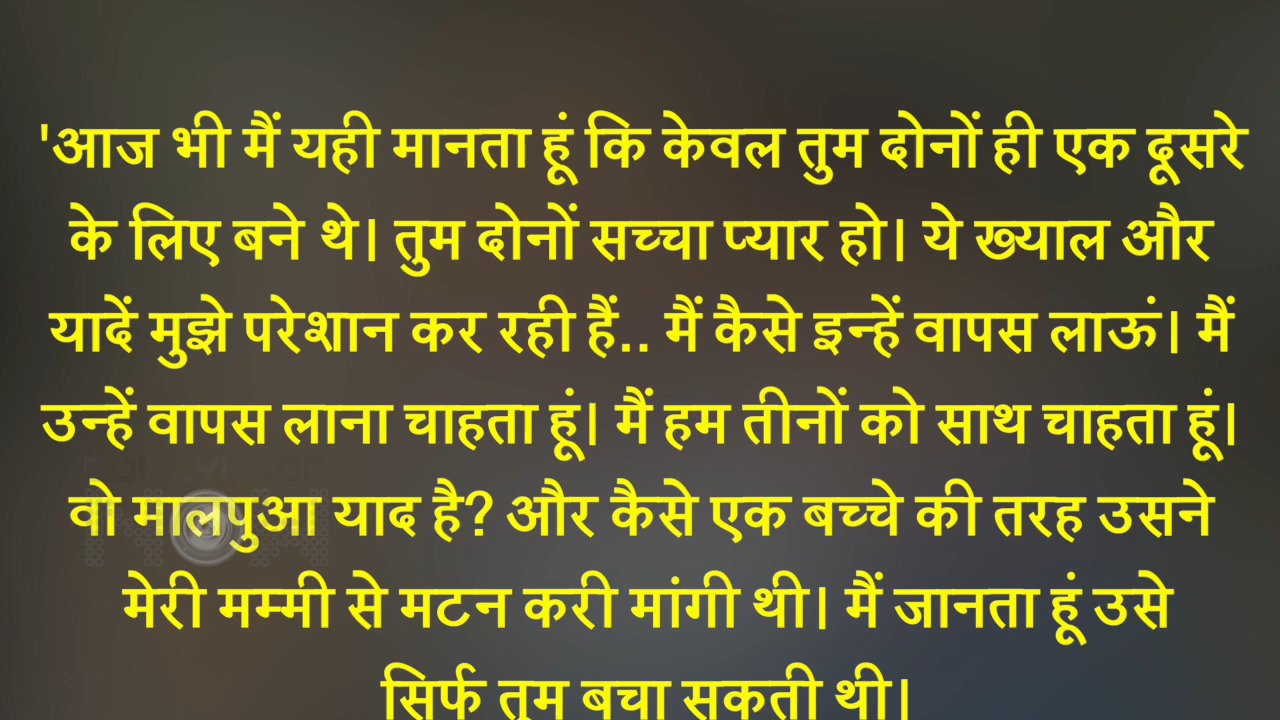 'आज भी मैं यही मानता हूं कि केवल तुम दोनों ही एक दूसरे
के लिए बने थे। तुम दोनों सच्चा प्यार हो। ये ख्याल और
यादें मुझे परेशान कर रही हैं.. मैं कैसे इन्हें वापस लाऊं। मैं
उन्हें वापस लाना चाहता हूं। मैं हम तीनों को साथ चाहता हूं।
वो मालपुआ याद है? और कैसे एक बच्चे की तरह उसने
मेरी मम्मी से मटन करी मांगी थी। मैं जानता हूं उसे
सिर्फ तुम बचा सकती थी।